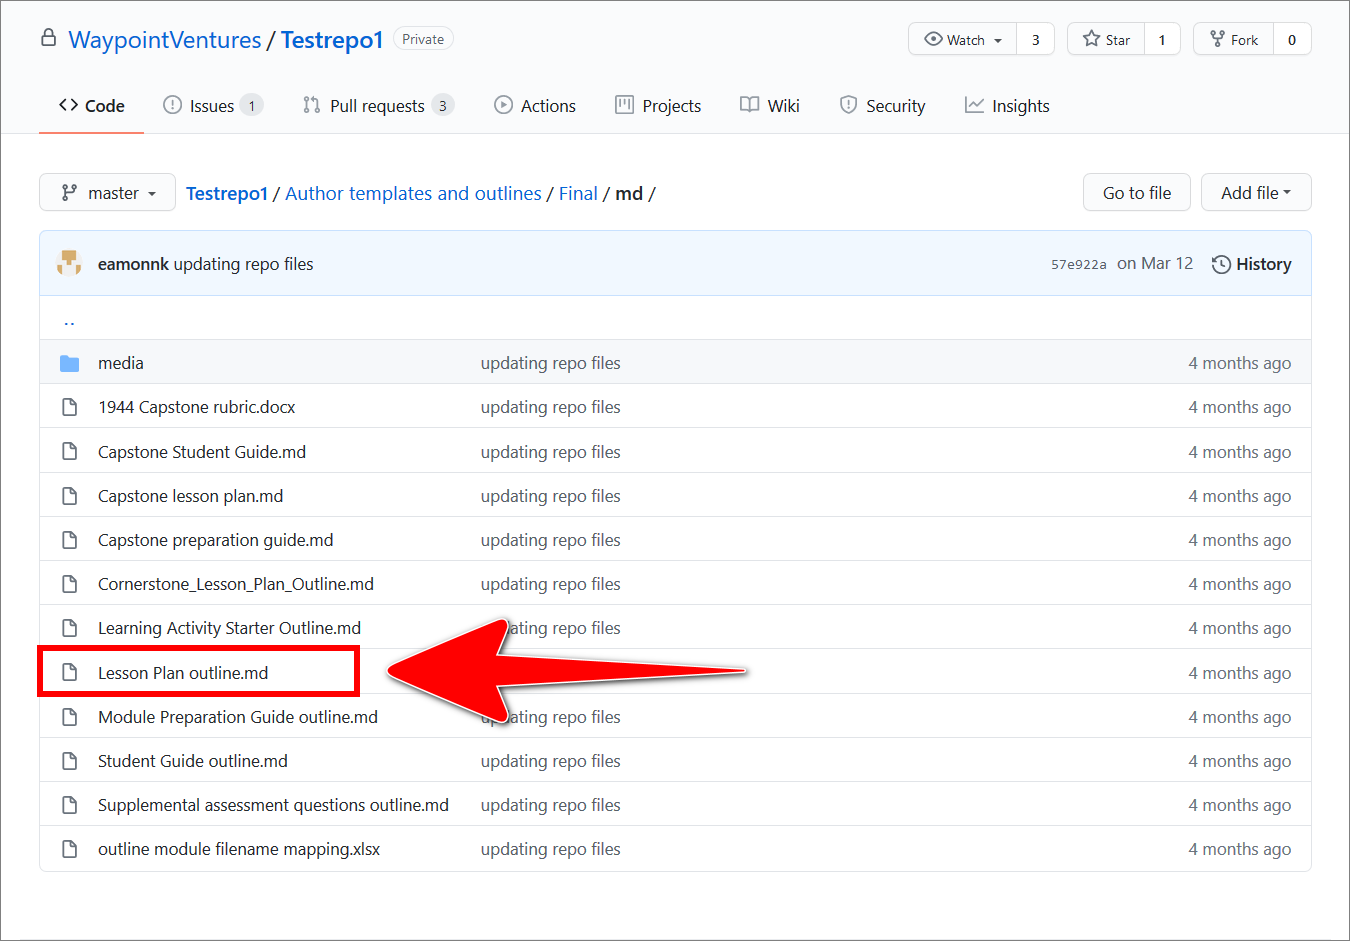 WaypointVentures / Testrepo1 Private Watch 3 Star 1 Fork 0
Code Issues 1 Pull requests 3 Actions Projects Wiki Security Insights
master Testrepo1 / Author templates and outlines / Final / md / Go to file Add file
eamonnk updating repo files 57e922a on Mar 12 History
..
media updating repo files 4 months ago
1944 Capstone rubric.docx updating repo files 4 months ago
Capstone Student Guide.md updating repo files 4 months ago
Capstone lesson plan.md updating repo files 4 months ago
Capstone preparation guide.md updating repo files 4 months ago
Cornerstone_Lesson_Plan_Outline.md updating repo files 4 months ago
Learning Activity Starter Outline.md repo files 4 months ago
Lesson Plan outline.md 4 months ago
Module Preparation Guide outline.md repo files 4 months ago
Student Guide outline.md updating repo files 4 months ago
Supplemental assessment questions outline.md updating repo files 4 months ago
outline module filename mapping.xlsx updating repo files 4 months ago